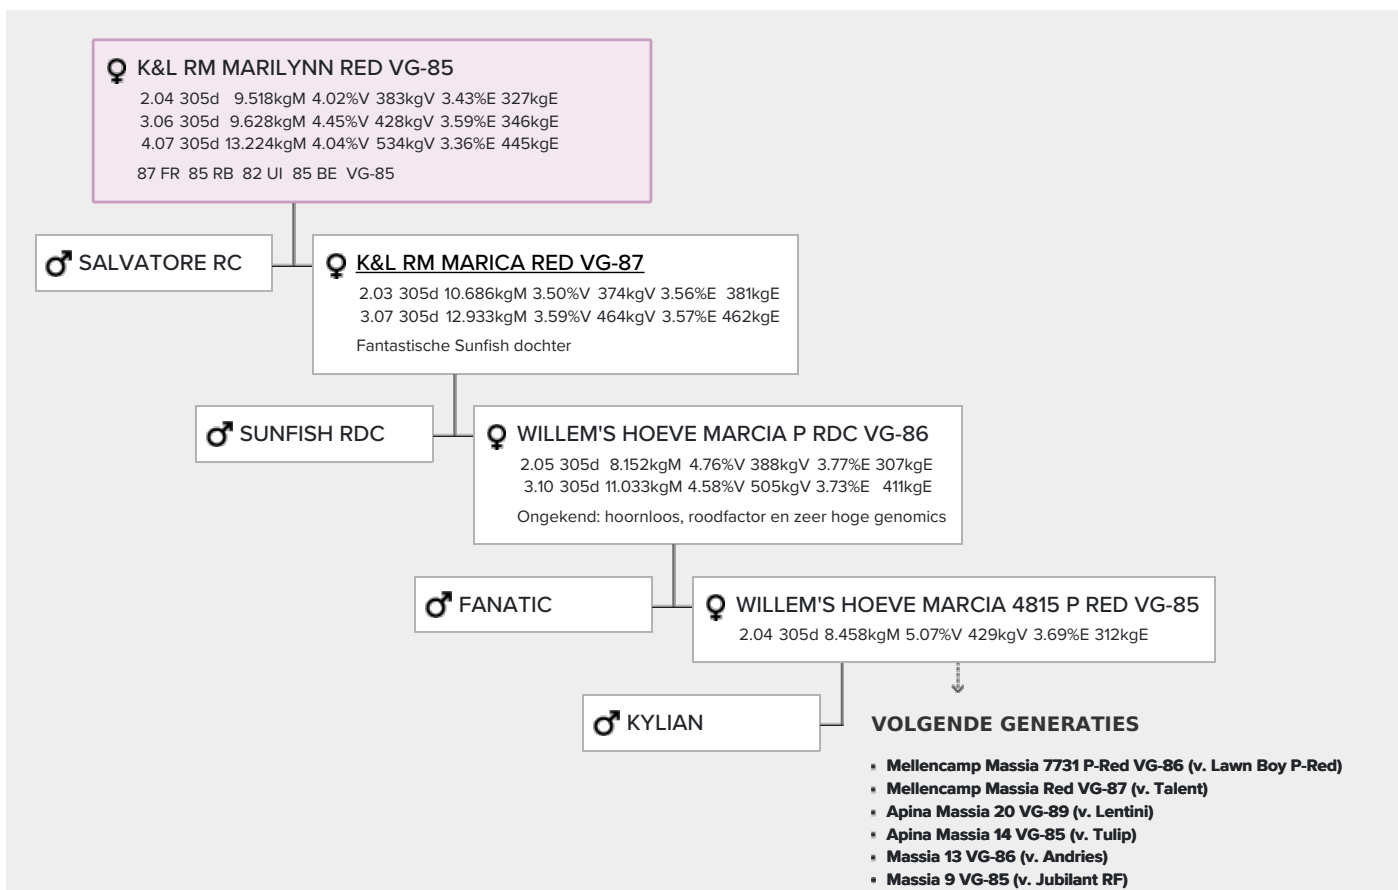 K&L RM MARILYNN RED VG-85
2.04 305d 9.518kgM 4.02%V 383kgV 3.43%E 327kgE
3.06 305d 9.628kgM 4.45%V 428kgV 3.59%E 346kgE
4.07 305d 13.224kgM 4.04%V 534kgV 3.36%E 445kgE
87 FR 85 RB 82 UI 85 BE VG-85
SALVATORE RC
K&L RM MARICA RED VG-87
2.03 305d 10.686kgM 3.50%V 374kgV 3.56%E 381kgE
3.07 305d 12.933kgM 3.59%V 464kgV 3.57%E 462kgE
Fantastische Sunfish dochter
SUNFISH RDC
WILLEM'S HOEVE MARCIA P RDC VG-86
2.05 305d 8.152kgM 4.76%V 388kgV 3.77%E 307kgE
3.10 305d 11.033kgM 4.58%V 505kgV 3.73%E 411kgE
Ongekend: hoornloos, roodfactor en zeer hoge genomics
FANATIC
WILLEM'S HOEVE MARCIA 4815 P RED VG-85
2.04 305d 8.458kgM 5.07%V 429kgV 3.69%E 312kgE
KYLIAN
VOLGENDE GENERATIES
▪ Mellencamp Massia 7731 P-Red VG-86 (v. Lawn Boy P-Red)
▪ Mellencamp Massia Red VG-87 (v. Talent)
▪ Apina Massia 20 VG-89 (v. Lentini)
▪ Apina Massia 14 VG-85 (v. Tulip)
▪ Massia 13 VG-86 (v. Andries)
▪ Massia 9 VG-85 (v. Jubilant RF)